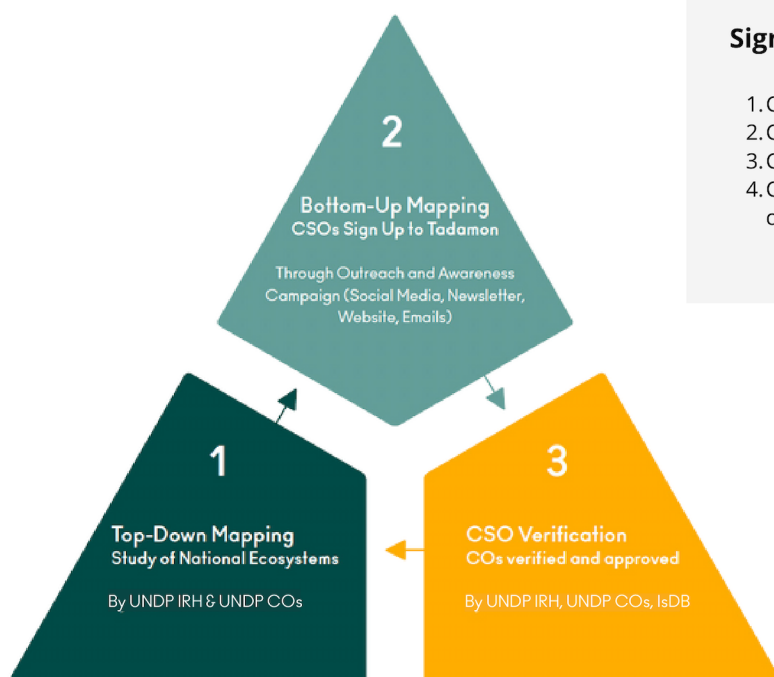 2
Bottom-Up Mapping
CSOs Sign Up to Tadamon
Through Outreach and Awareness
Campaign (Social Media, Newsletter,
Website, Emails)
1
Top-Down Mapping
Study of National Ecosystems
By UNDP IRH & UNDP COs
3
CSO Verification
COs verified and approved
By UNDP IRH, UNDP COs, IsDB
1.
2.
3.
4.